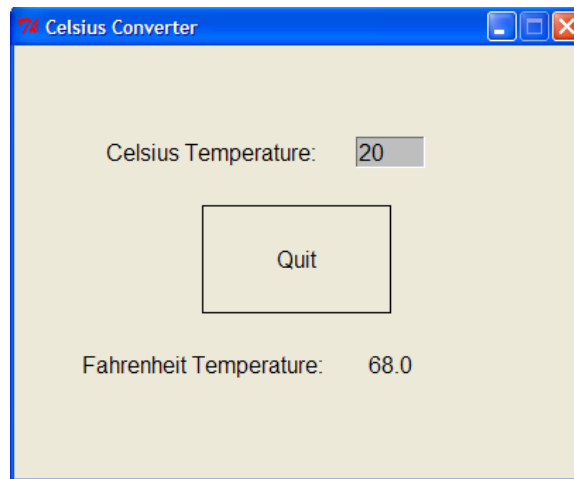 Celsius Converter
Celsius Temperature: 20
Quit
Fahrenheit Temperature: 68.0